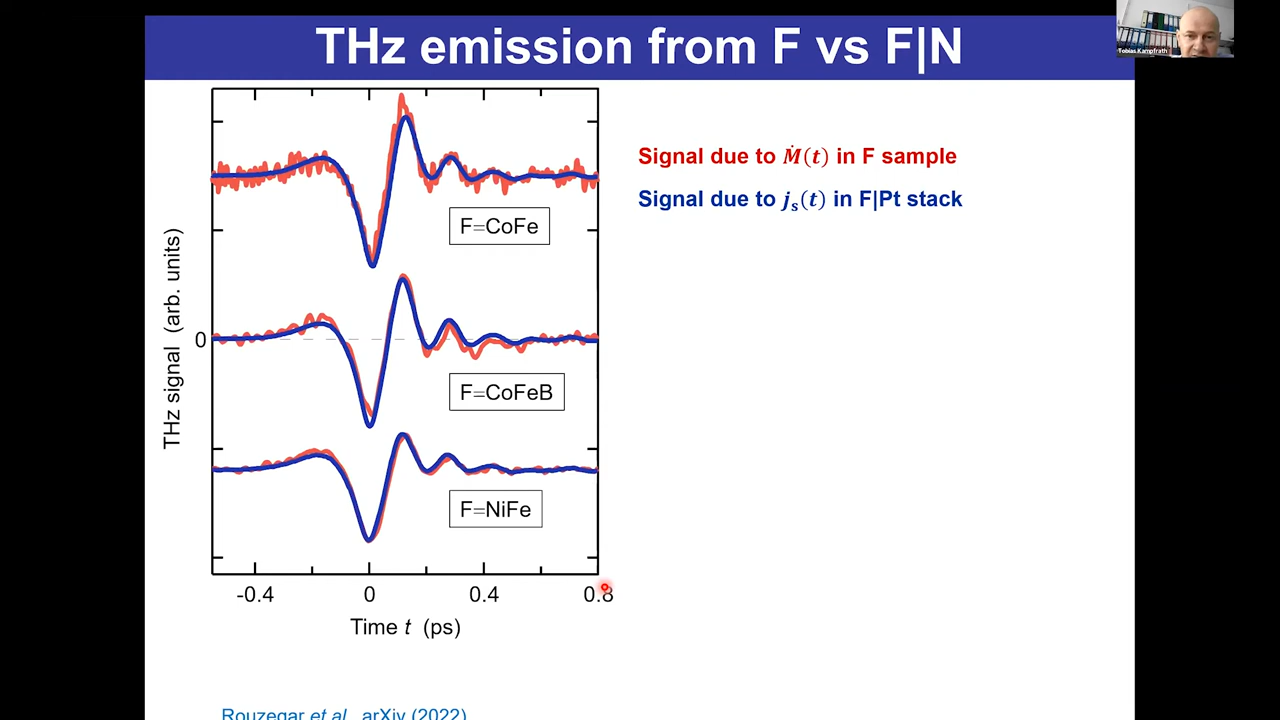 THz emission from F vs F|N
Tobias Kampfrath
Signal due to Ṁ(t) in F sample
Signal due to jₛ(t) in F|Pt stack
THz signal (arb. units)
0
F=CoFe
F=CoFeB
F=NiFe
-0.4 0 0.4 0.8
Time t (ps)
Rouzegar et al., arXiv (2022)